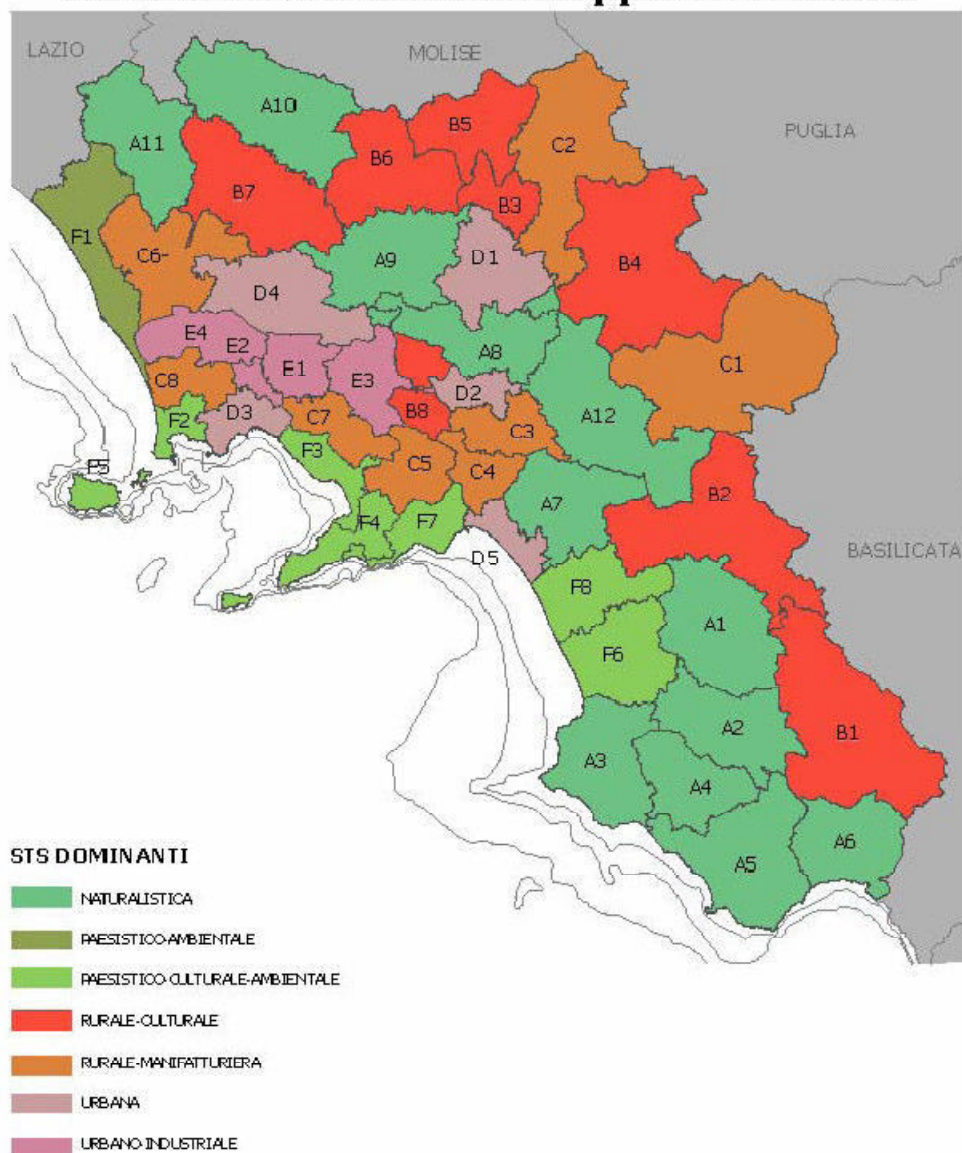 LAZIO
MOLISE
PUGLIA
BASILICATA
A10
A11
B5
B6
C2
B7
B3
F1
C6-
A9
D1
B4
D4
E4
E2
E1
E3
A8
C1
C8
D2
F2
D3
C7
B8
C3
A12
F3
F5
C5
C4
B2
F4
F7
A7
D5
F8
A1
F6
A2
B1
A3
A4
A5
A6
STS DOMINANTI
NATURALISTICA
PAESISTICO-AMBIENTALE
PAESISTICO-CULTURALE-AMBIENTALE
RURALE-CULTURALE
RURALE-MANIFATTURIERA
URBANA
URBANO INDUSTRIALE